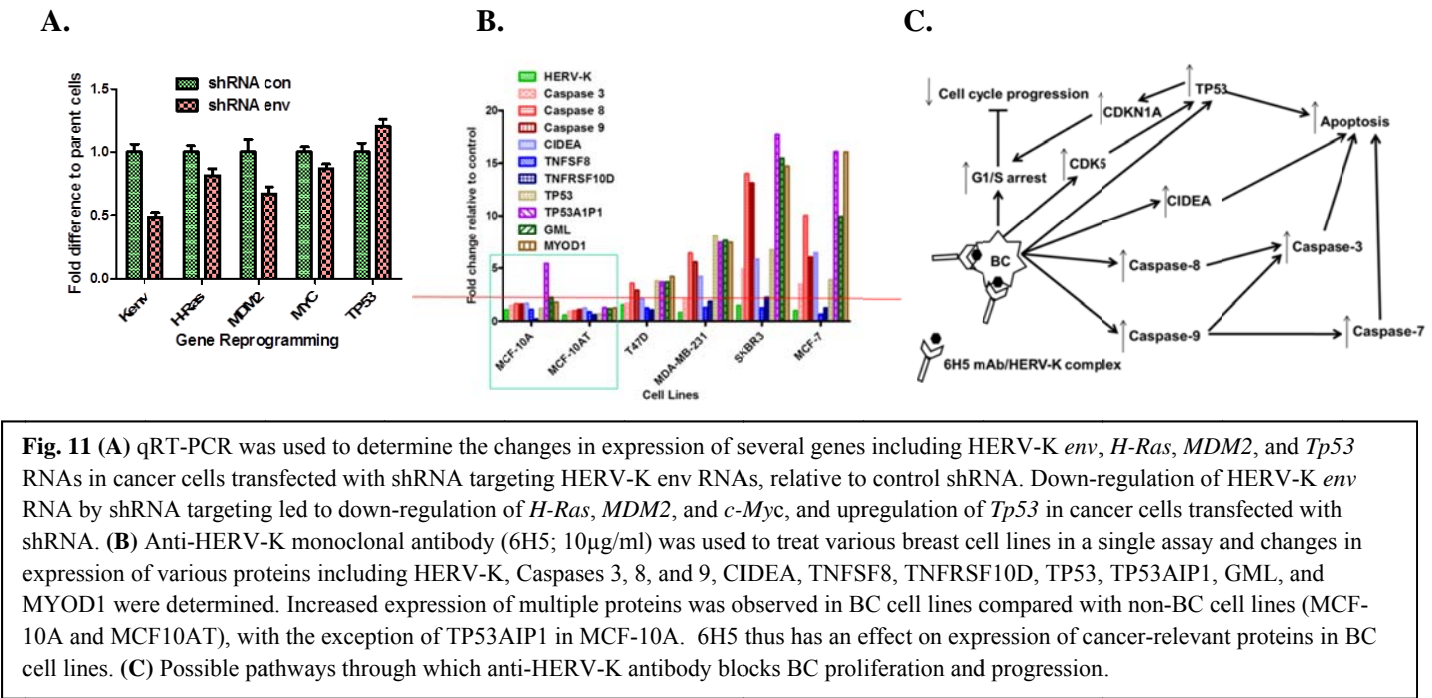 A.
B.
C.
shRNA con
shRNA env
Fold difference to parent cells
1.5
1.0
0.5
0.0
Kenv
H-Ras
MDM2
MYC
TP53
Gene Reprogramming
HERV-K
Caspase 3
Caspase 8
Caspase 9
CIDEA
TNFSF8
TNFRSF10D
TP53
TP53A1P1
GML
MYOD1
Fold change relative to control
20
15
10
5
0
MCF-10A
MCF-10AT
T47D
MDA-MB-231
SKBR3
MCF-7
Cell Lines
Cell cycle progression
TP53
CDKN1A
Apoptosis
CDK5
G1/S arrest
CIDEA
BC
Caspase-3
Caspase-8
Caspase-9
Caspase-7
6H5 mAb/HERV-K complex
Fig. 11 (A) qRT-PCR was used to determine the changes in expression of several genes including HERV-K env, H-Ras, MDM2, and Tp53
RNAs in cancer cells transfected with shRNA targeting HERV-K env RNAs, relative to control shRNA. Down-regulation of HERV-K env
RNA by shRNA targeting led to down-regulation of H-Ras, MDM2, and c-Myc, and upregulation of Tp53 in cancer cells transfected with
shRNA. (B) Anti-HERV-K monoclonal antibody (6H5; 10µg/ml) was used to treat various breast cell lines in a single assay and changes in
expression of various proteins including HERV-K, Caspases 3, 8, and 9, CIDEA, TNFSF8, TNFRSF10D, TP53, TP53AIP1, GML, and
MYOD1 were determined. Increased expression of multiple proteins was observed in BC cell lines compared with non-BC cell lines (MCF-
10A and MCF10AT), with the exception of TP53AIP1 in MCF-10A. 6H5 thus has an effect on expression of cancer-relevant proteins in BC
cell lines. (C) Possible pathways through which anti-HERV-K antibody blocks BC proliferation and progression.